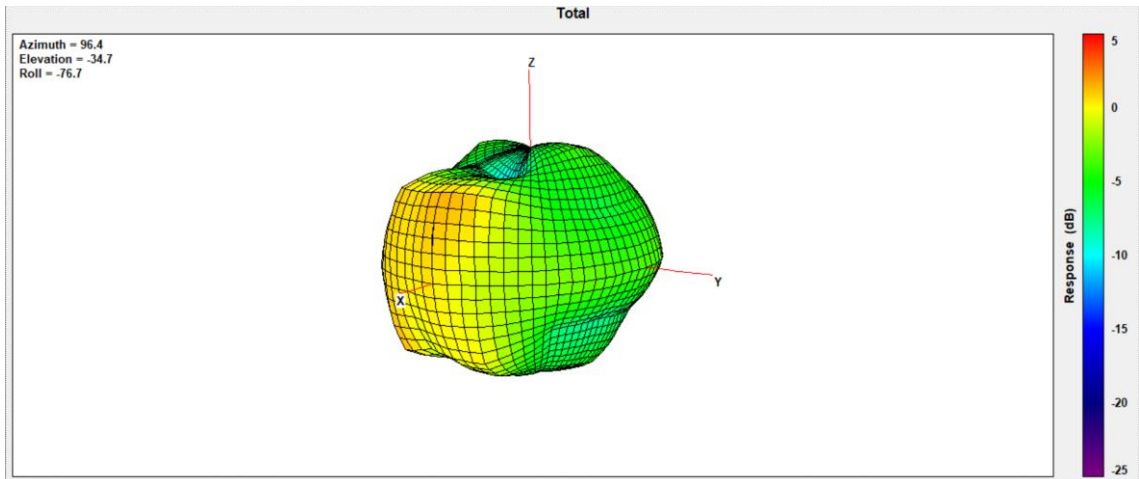 Total
Azimuth = 96.4
Elevation = -34.7
Roll = -76.7
Z
Y
X
5
0
-5
-10
-15
-20
-25
Response (dB)